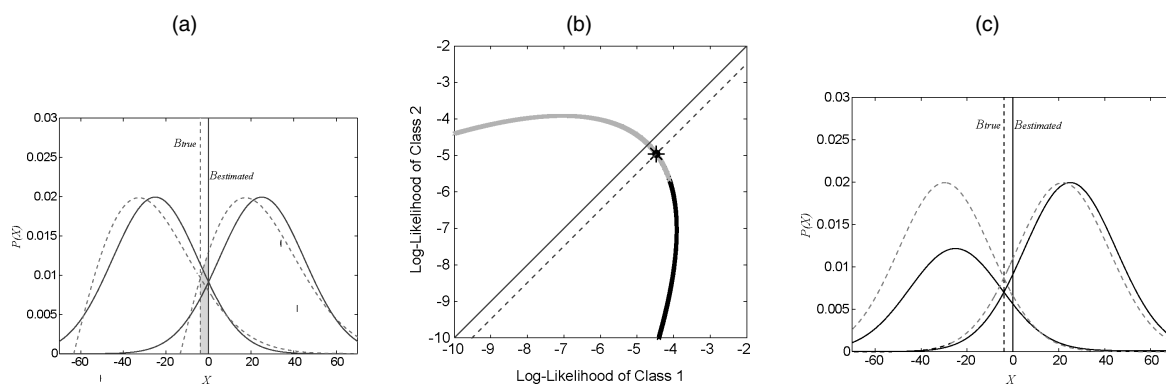 (a)
0.03
0.025
0.02
0.015
0.01
0.005
0
P(X)
Btrue
Bestimated
-60 -40 -20 0 20 40 60
X
(b)
-2
-3
-4
-5
-6
-7
-8
-9
-10
Log-Likelihood of Class 2
-10 -9 -8 -7 -6 -5 -4 -3 -2
Log-Likelihood of Class 1
(c)
0.03
0.025
0.02
0.015
0.01
0.005
0
P(X)
Btrue
Bestimated
-60 -40 -20 0 20 40 60
X